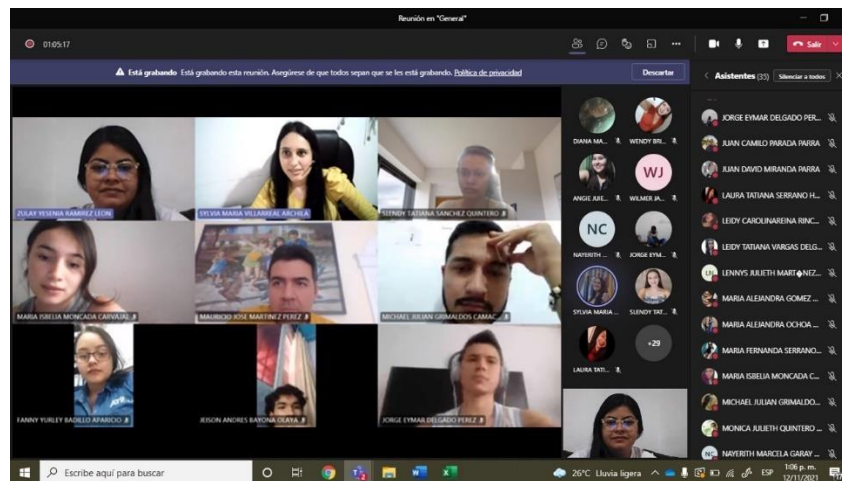 Reunión en "General"
01:05:17
Salir
Está grabando Está grabando esta reunión. Asegúrese de que todos sepan que se les está grabando. Política de privacidad
Descartar
Asistentes (35)
Silenciar a todos
ZULAY YESENIA RAMIREZ LEON
SYLVIA MARIA VILLARREAL ARCHILA
SLENDY TATIANA SANCHEZ QUINTERO
MARIA ISBELIA MONCADA CARVAJAL
MAURICIO JOSE MARTINEZ PEREZ
MICHAEL JULIAN GRIMALDOS CAMAC...
FANNY YURLEY BADILLO APARICIO
JEISON ANDRES BAYONA OLAYA
JORGE EYMAR DELGADO PEREZ
DIANA MA...
WENDY BRI...
WJ
ANGIE JULIE...
WILMER JA...
NC
NAYERITH ...
JORGE EYM...
SYLVIA MARIA ...
SLENDY TAT...
+29
LAURA TATI...
JORGE EYMAR DELGADO PER...
JUAN CAMILO PARADA PARRA
JUAN DAVID MIRANDA PARRA
LAURA TATIANA SERRANO H...
LEIDY CAROLINAREINA RINC...
LEIDY TATIANA VARGAS DELG...
LENNYS JULIETH MART�NEZ...
MARIA ALEJANDRA GOMEZ ...
MARIA ALEJANDRA OCHOA ...
MARIA FERNANDA SERRANO...
MARIA ISBELIA MONCADA C...
MICHAEL JULIAN GRIMALDO...
MONICA JULIETH QUINTERO ...
NC
NAYERITH MARCELA GARAY ...
Escribe aquí para buscar
26°C Lluvia ligera
ESP
1:06 p. m.
12/11/2021